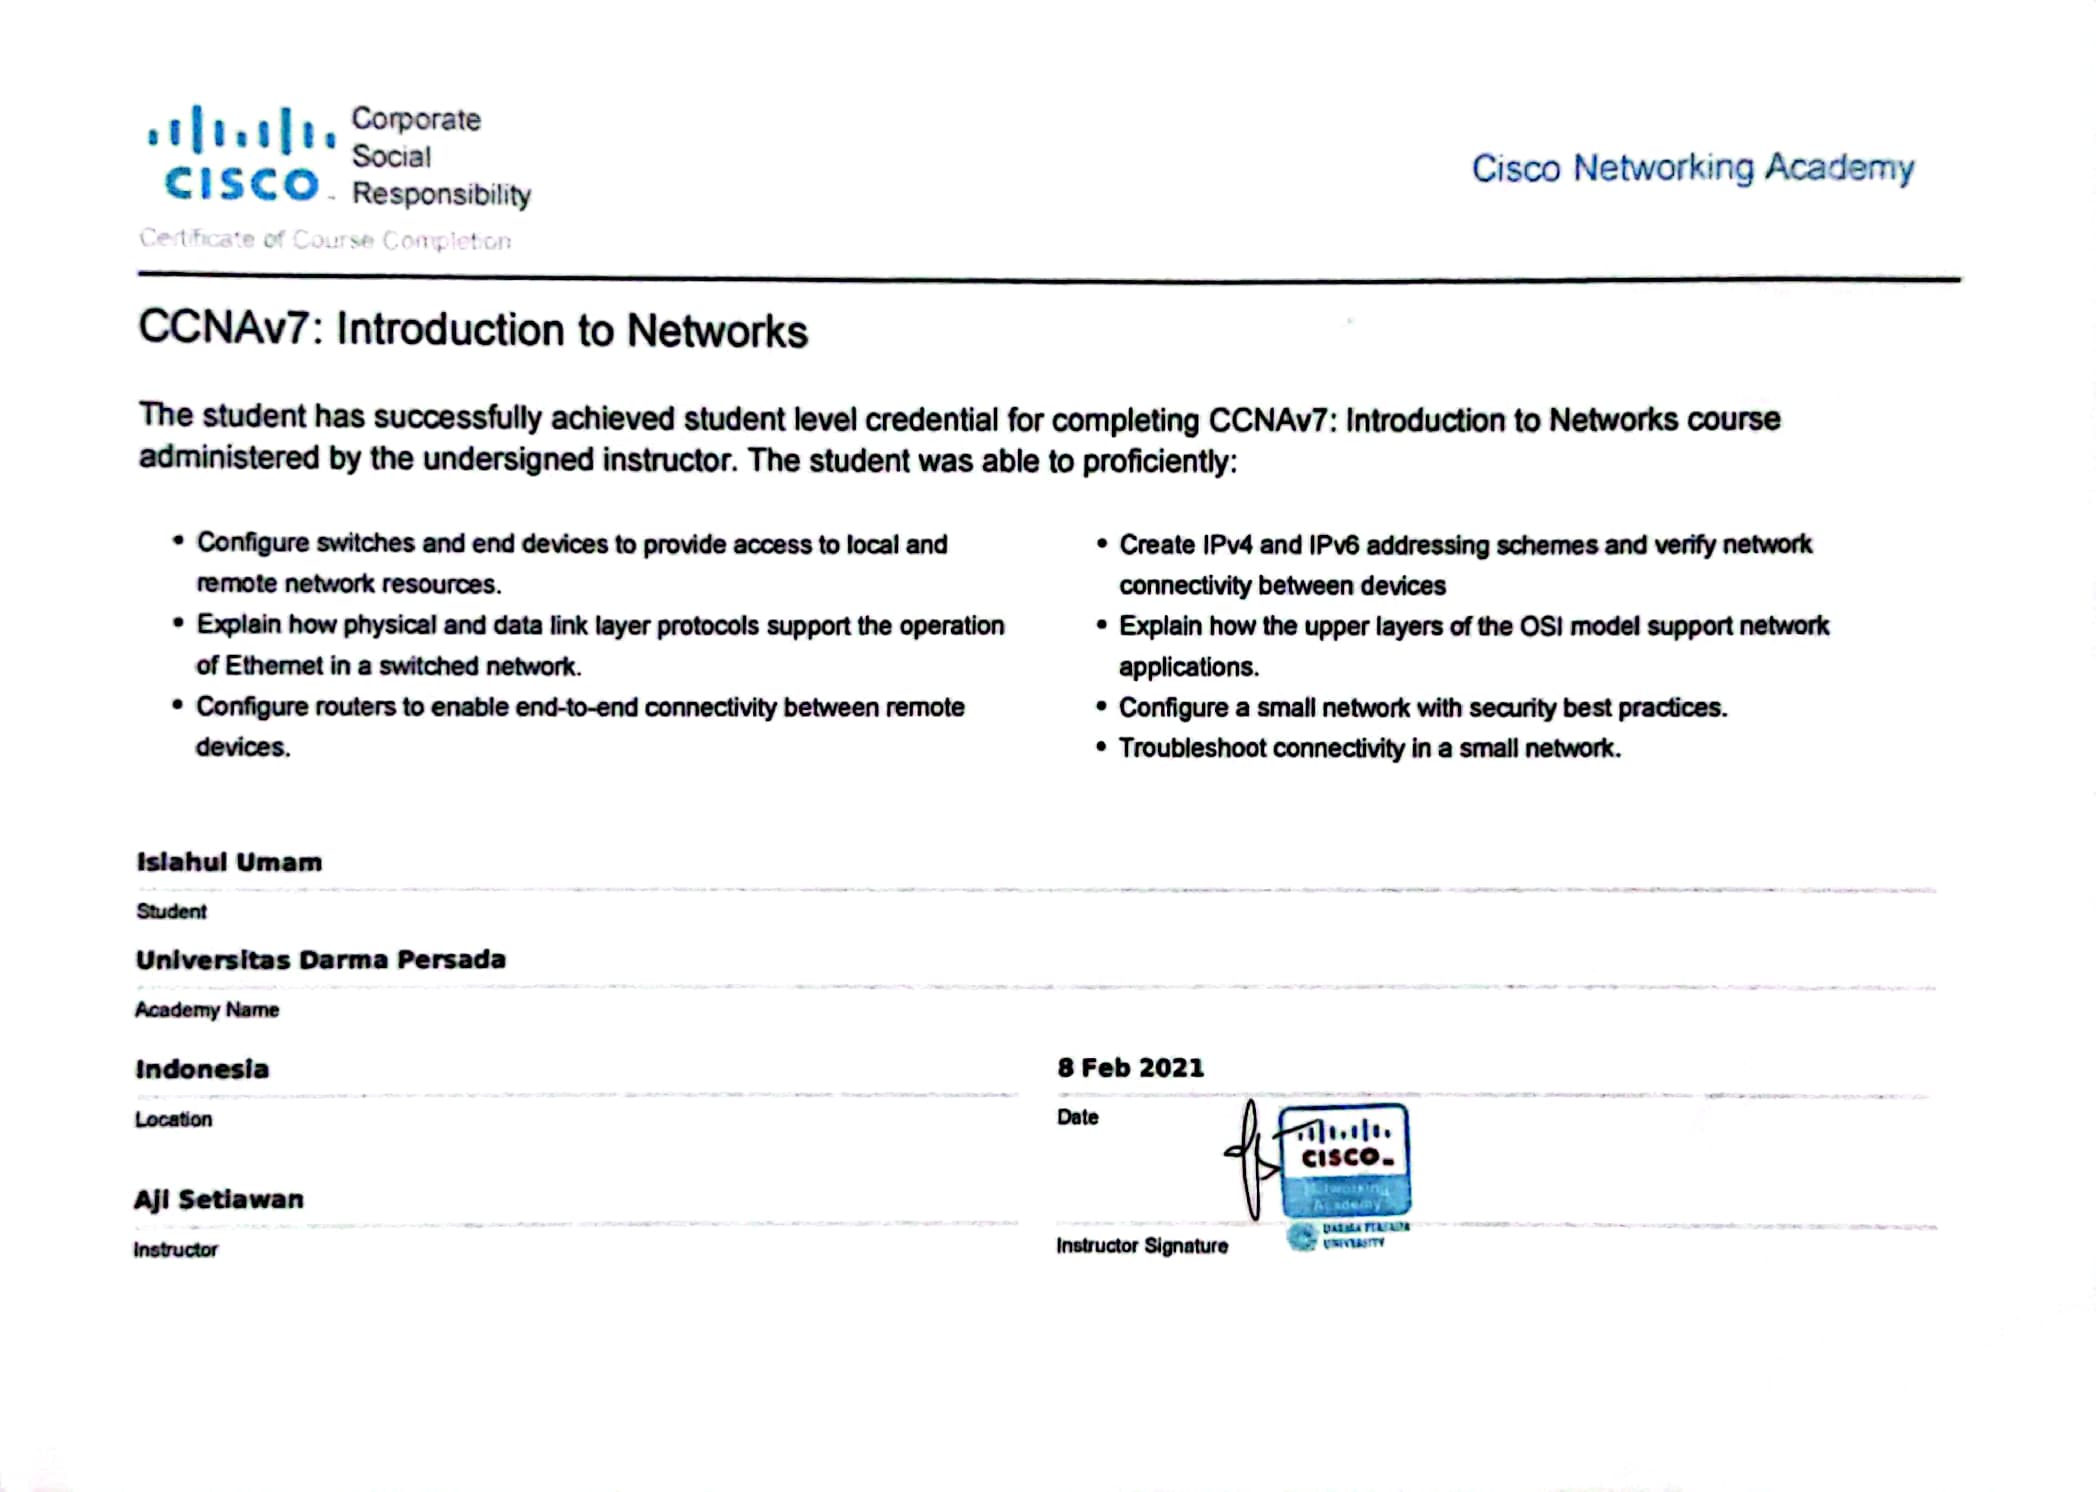 Corporate
Social
CISCO Responsibility
Cisco Networking Academy
Certificate of Course Completion
CCNAv7: Introduction to Networks
The student has successfully achieved student level credential for completing CCNAv7: Introduction to Networks course
administered by the undersigned instructor. The student was able to proficiently:
• Configure switches and end devices to provide access to local and
remote network resources.
• Explain how physical and data link layer protocols support the operation
of Ethernet in a switched network.
• Configure routers to enable end-to-end connectivity between remote
devices.
• Create IPv4 and IPv6 addressing schemes and verify network
connectivity between devices
• Explain how the upper layers of the OSI model support network
applications.
• Configure a small network with security best practices.
• Troubleshoot connectivity in a small network.
Islahul Umam
Student
Universitas Darma Persada
Academy Name
Indonesia
Location
8 Feb 2021
Date
Aji Setiawan
Instructor
CISCO
Networking
Academy
DARMA PERSADA
UNIVERSITY
Instructor Signature